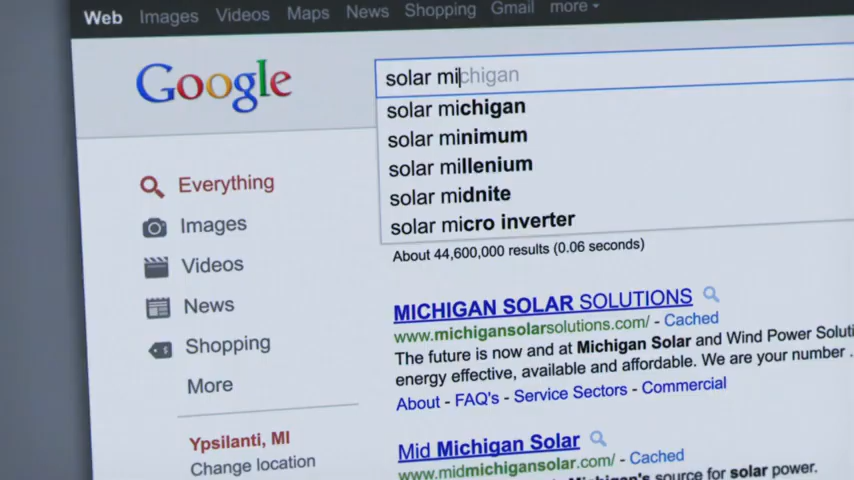 Web Images Videos Maps News Shopping Gmail more
Google
solar michigan
solar michigan
solar minimum
solar millenium
solar midnite
solar micro inverter
About 44,600,000 results (0.06 seconds)
Everything
Images
Videos
News
Shopping
More
Ypsilanti, MI
Change location
MICHIGAN SOLAR SOLUTIONS
www.michigansolarsolutions.com/ - Cached
The future is now and at Michigan Solar and Wind Power Soluti
energy effective, available and affordable. We are your number .
About - FAQ's - Service Sectors - Commercial
Mid Michigan Solar
www.midmichigansolar.com/ - Cached
Michigan's source for solar power.